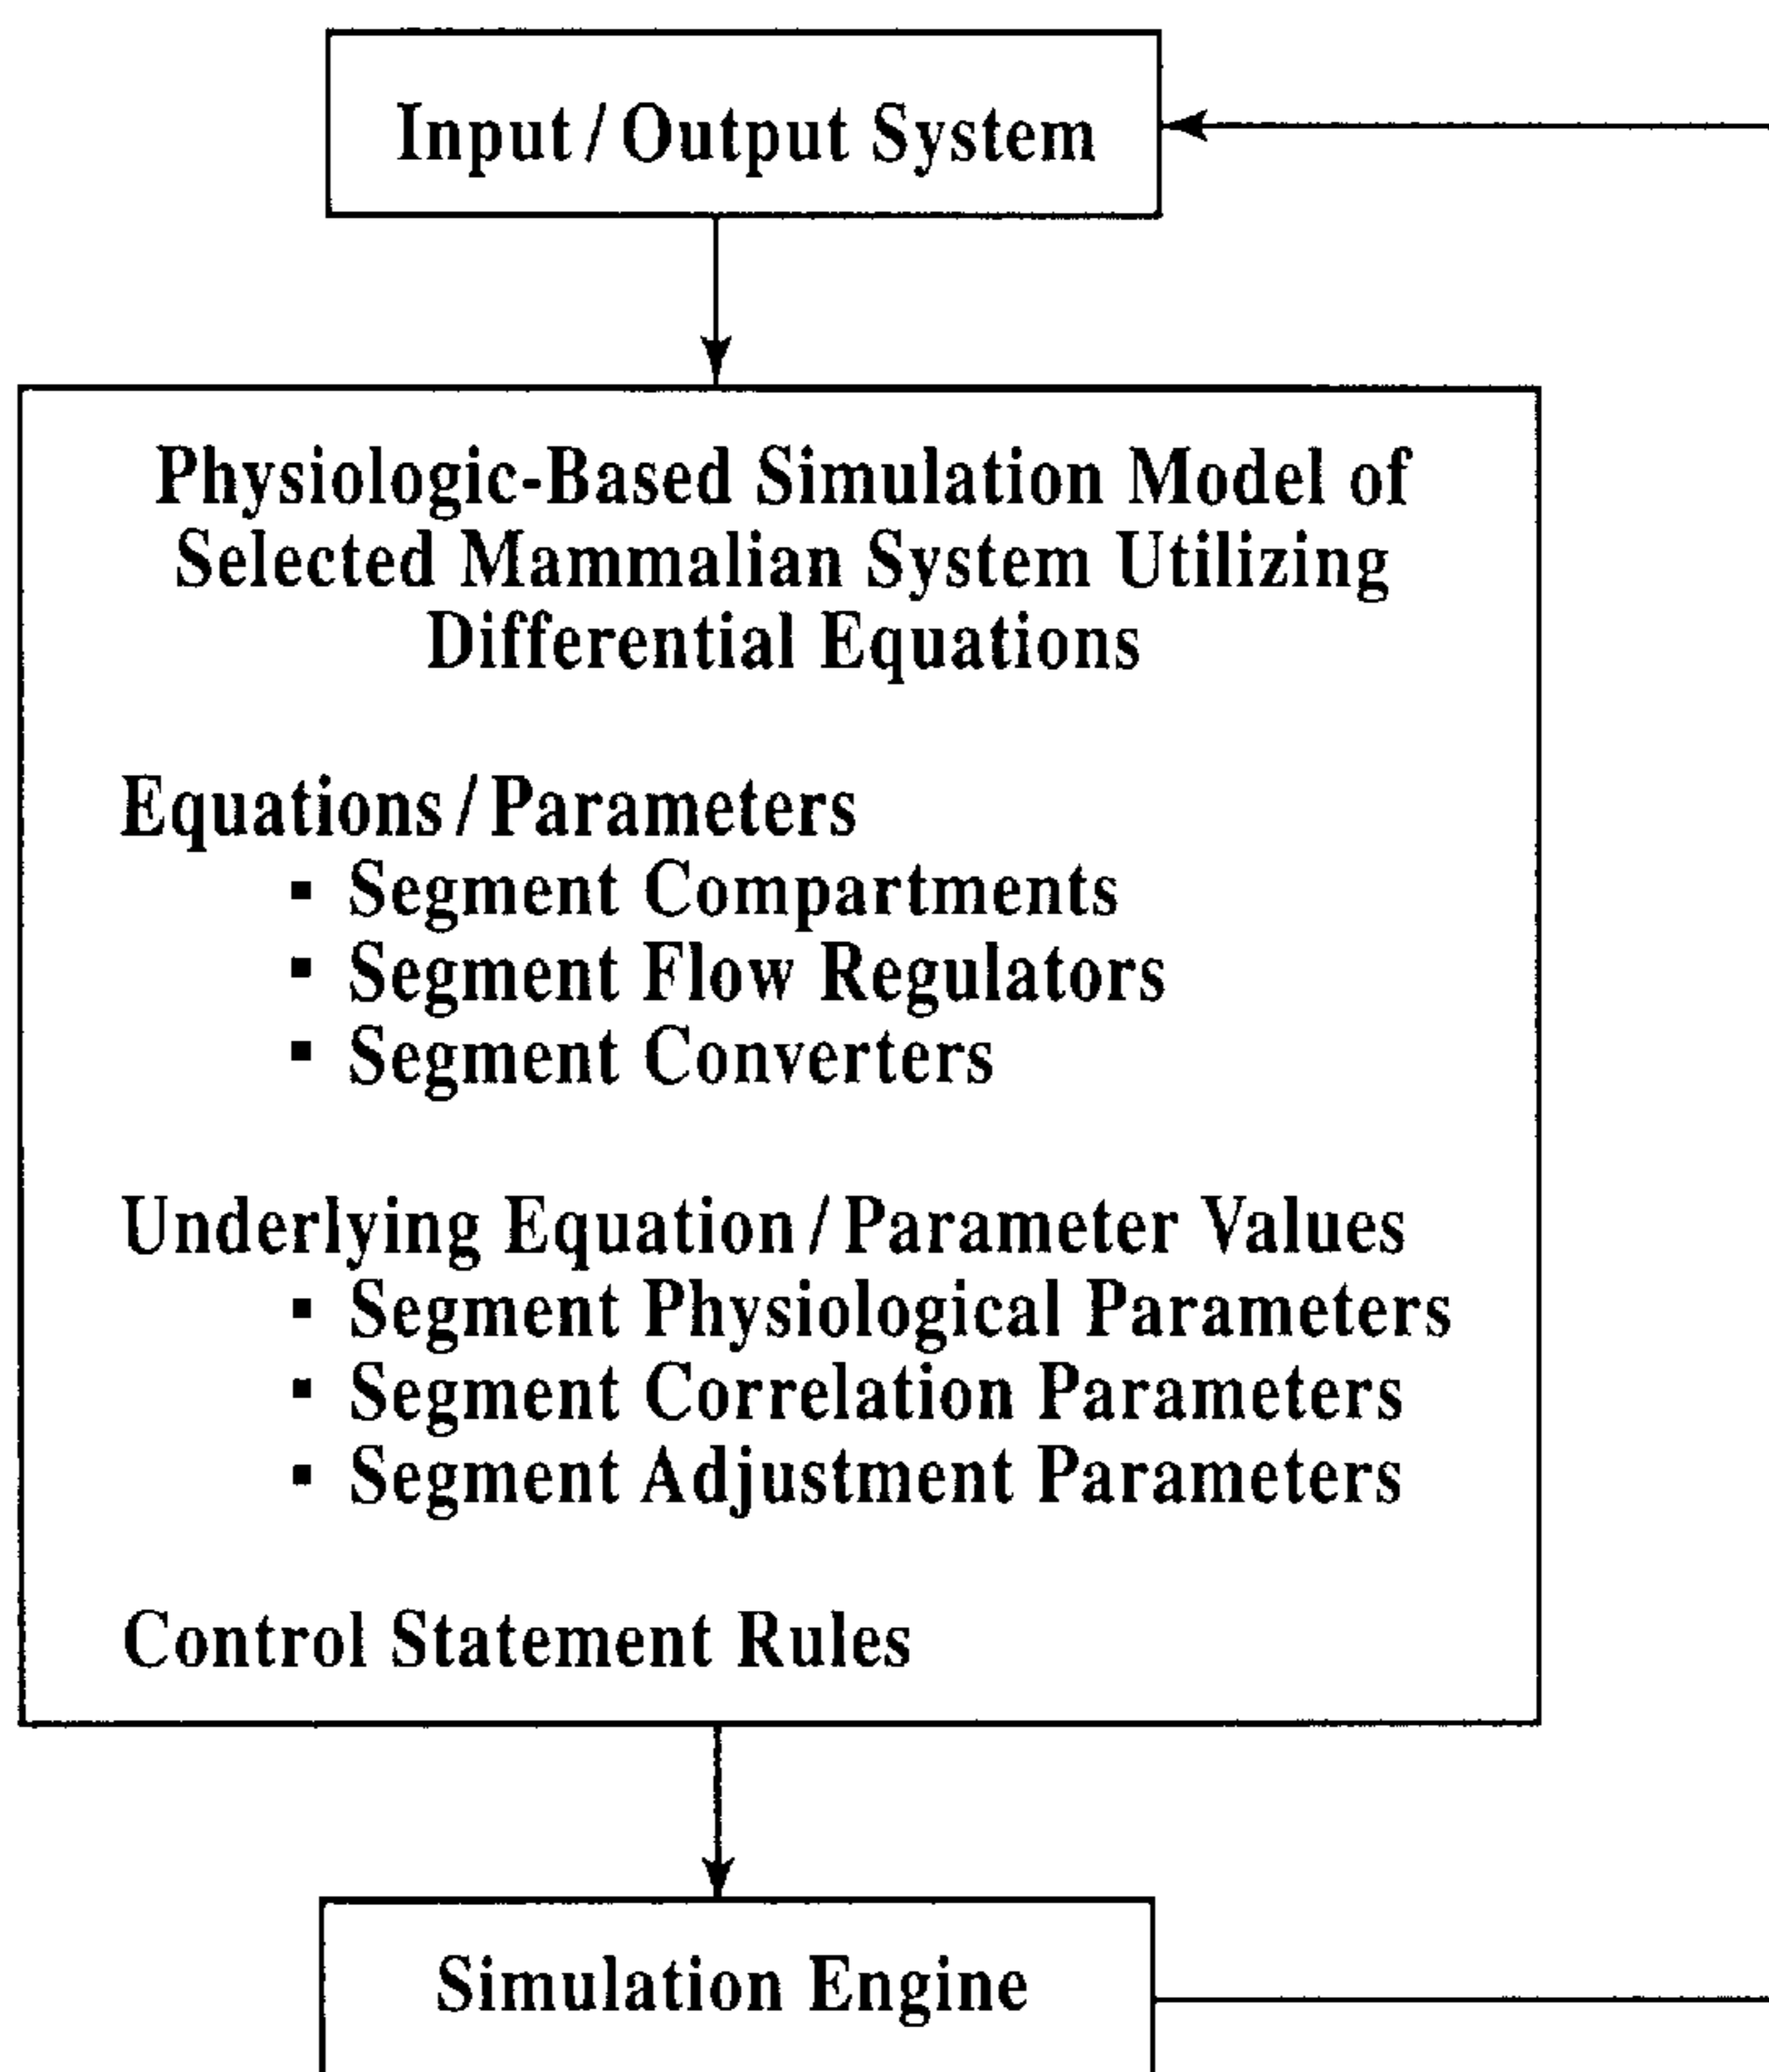 Input / Output System
Physiologic-Based Simulation Model of
Selected Mammalian System Utilizing
Differential Equations
Equations / Parameters
▪ Segment Compartments
▪ Segment Flow Regulators
▪ Segment Converters
Underlying Equation / Parameter Values
▪ Segment Physiological Parameters
▪ Segment Correlation Parameters
▪ Segment Adjustment Parameters
Control Statement Rules
Simulation Engine